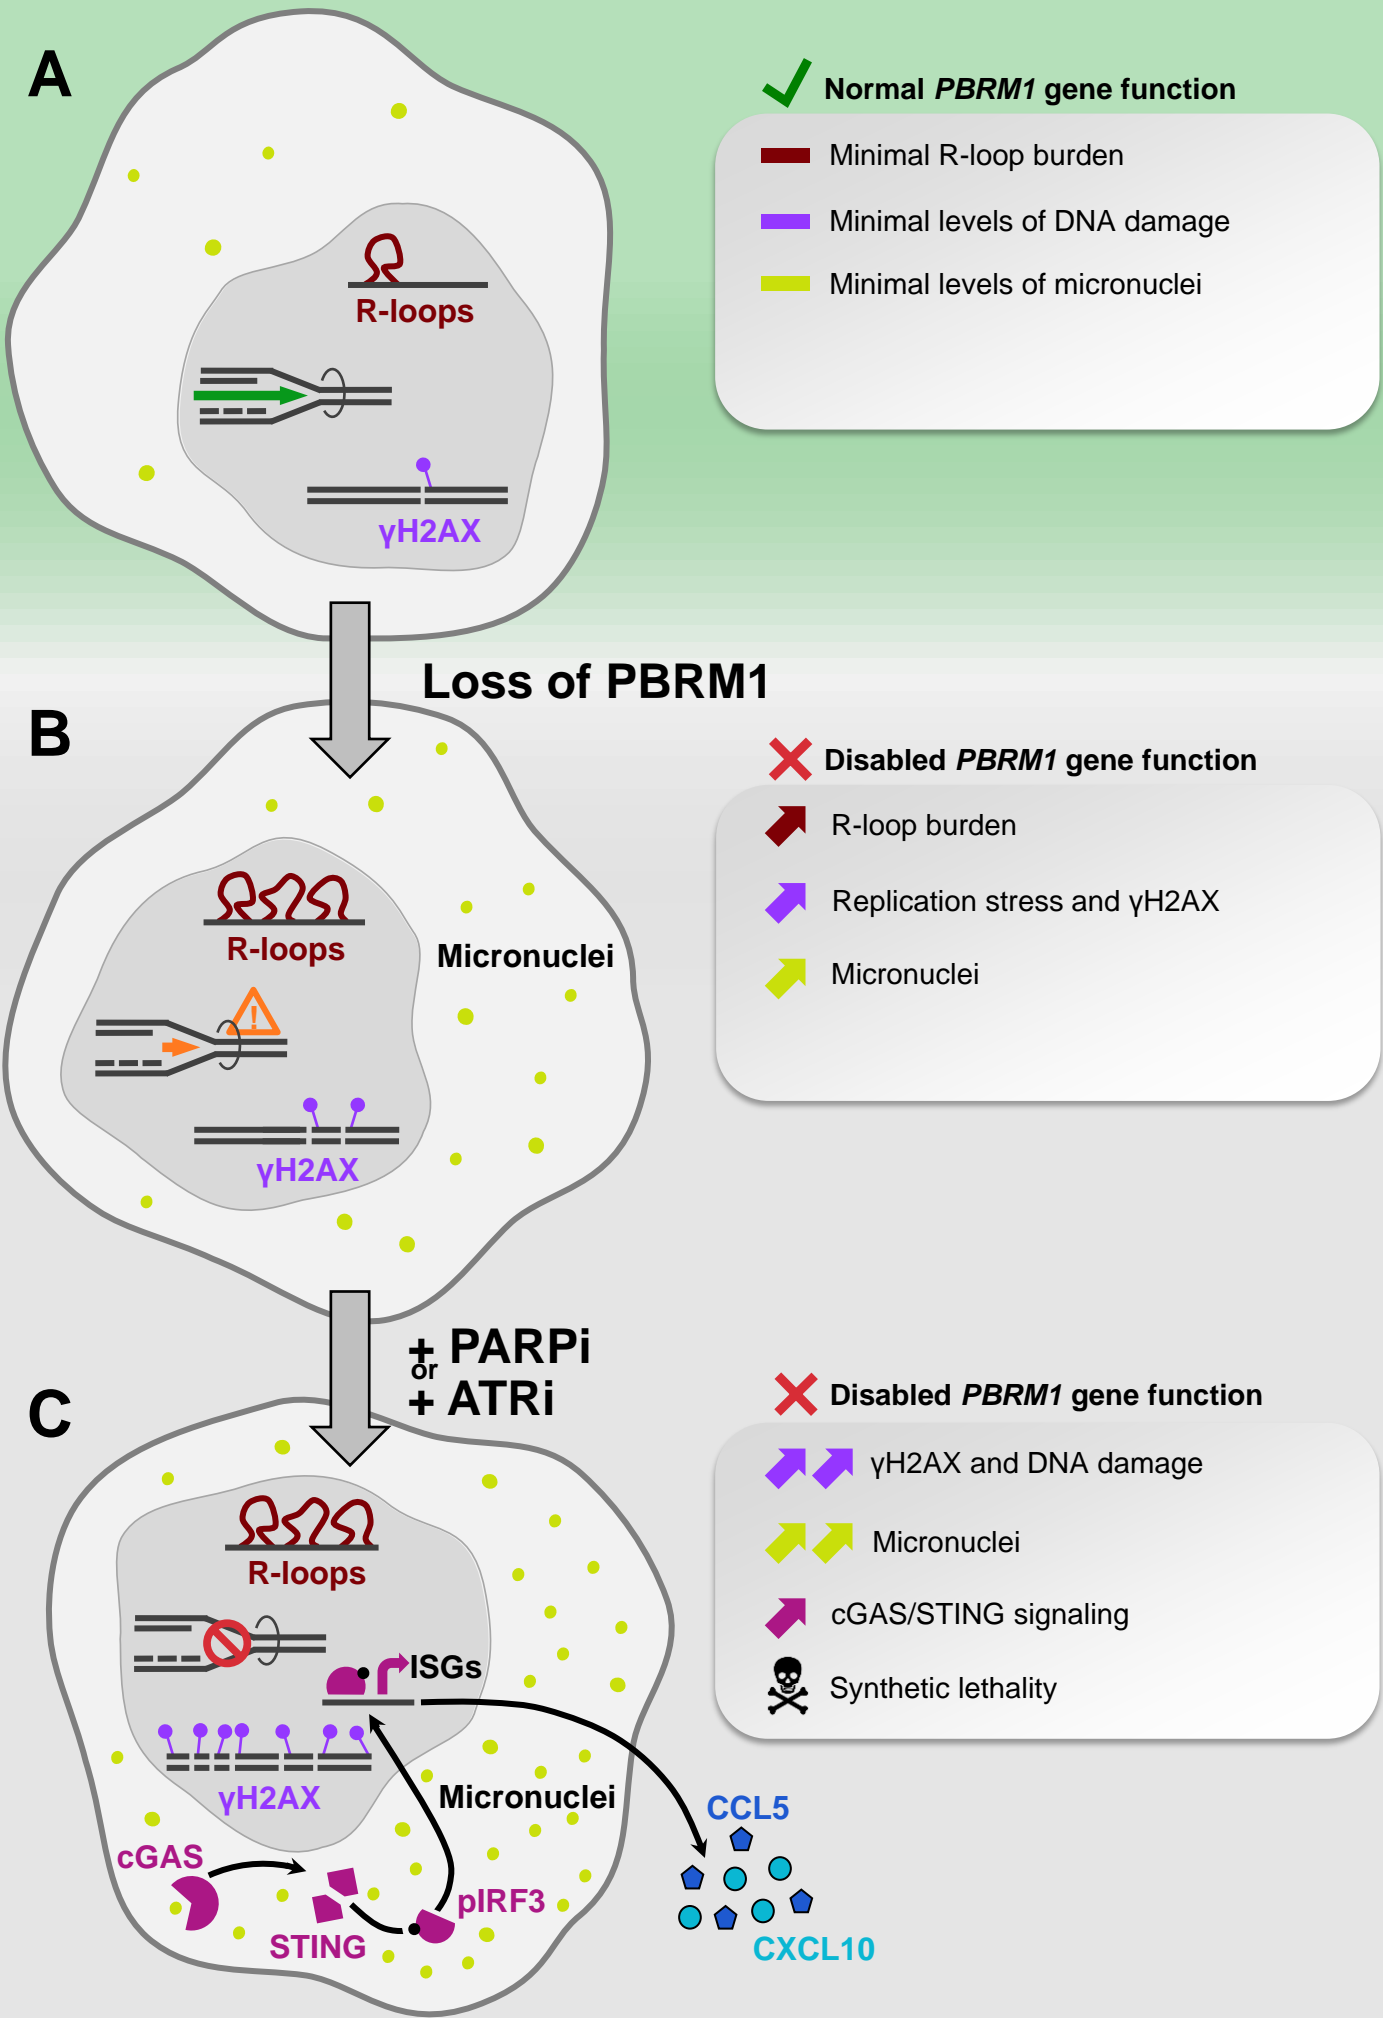 A
Normal PBRM1 gene function
Minimal R-loop burden
Minimal levels of DNA damage
Minimal levels of micronuclei
R-loops
γH2AX
Loss of PBRM1
B
Disabled PBRM1 gene function
R-loop burden
Replication stress and γH2AX
Micronuclei
R-loops
Micronuclei
!
γH2AX
+ PARPi
or
+ ATRi
C
Disabled PBRM1 gene function
γH2AX and DNA damage
Micronuclei
cGAS/STING signaling
Synthetic lethality
R-loops
ISGs
γH2AX
Micronuclei
cGAS
STING
pIRF3
CCL5
CXCL10